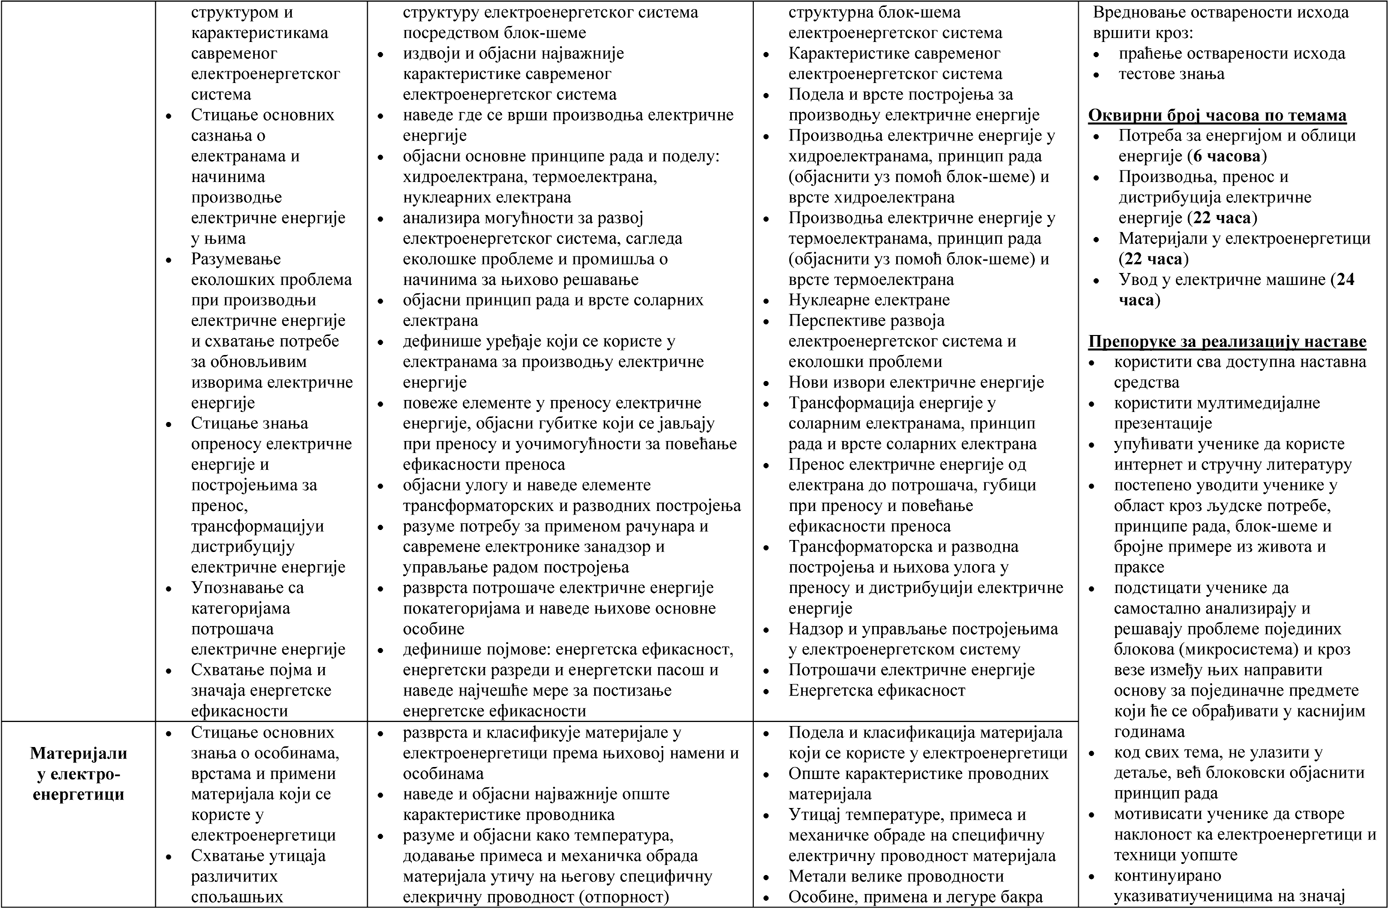 структуром и
карактеристикама
савременог
електроенергетског
система
• Стицање основних
сазнања о
електранама и
начинима
производње
електричне енергије
у њима
• Разумевање
еколошких проблема
при производњи
електричне енергије
и схватање потребе
за обновљивим
изворима електричне
енергије
• Стицање знања
опреносу електричне
енергије и
постројењима за
пренос,
трансформацијуи
дистрибуцију
електричне енергије
• Упознавање са
категоријама
потрошача
електричне енергије
• Схватање појма и
значаја енергетске
ефикасности
структуру електроенергетског система
посредством блок-шеме
• издвоји и објасни најважније
карактеристике савременог
електроенергетског система
• наведе где се врши производња електричне
енергије
• објасни основне принципе рада и поделу:
хидроелектрана, термоелектрана,
нуклеарних електрана
• анализира могућности за развој
електроенергетског система, сагледа
еколошке проблеме и промишља о
начинима за њихово решавање
• објасни принцип рада и врсте соларних
електрана
• дефинише уређаје који се користе у
електранама за производњу електричне
енергије
• повеже елементе у преносу електричне
енергије, објасни губитке који се јављају
при преносу и уочимогућности за повећање
ефикасности преноса
• објасни улогу и наведе елементе
трансформаторских и разводних постројења
• разуме потребу за применом рачунара и
савремене електронике занадзор и
управљање радом постројења
• разврста потрошаче електричне енергије
покатегоријама и наведе њихове основне
особине
• дефинише појмове: енергетска ефикасност,
енергетски разреди и енергетски пасош и
наведе најчешће мере за постизање
енергетске ефикасности
структурна блок-шема
електроенергетског система
• Карактеристике савременог
електроенергетског система
• Подела и врсте постројења за
производњу електричне енергије
• Производња електричне енергије у
хидроелектранама, принцип рада
(објаснити уз помоћ блок-шеме) и
врсте хидроелектрана
• Производња електричне енергије у
термоелектранама, принцип рада
(објаснити уз помоћ блок-шеме) и
врсте термоелектрана
• Нуклеарне електране
• Перспективе развоја
електроенергетског система и
еколошки проблеми
• Нови извори електричне енергије
• Трансформација енергије у
соларним електранама, принцип
рада и врсте соларних електрана
• Пренос електричне енергије од
електрана до потрошача, губици
при преносу и повећање
ефикасности преноса
• Трансформаторска и разводна
постројења и њихова улога у
преносу и дистрибуцији електричне
енергије
• Надзор и управљање постројењима
у електроенергетском систему
• Потрошачи електричне енергије
• Енергетска ефикасност
Вредновање остварености исхода
вршити кроз:
• праћење остварености исхода
• тестове знања
Оквирни број часова по темама
• Потреба за енергијом и облици
енергије (6 часова)
• Производња, пренос и
дистрибуција електричне
енергије (22 часа)
• Материјали у електроенергетици
(22 часа)
• Увод у електричне машине (24
часа)
Препоруке за реализацију наставе
• користити сва доступна наставна
средства
• користити мултимедијалне
презентације
• упућивати ученике да користе
интернет и стручну литературу
• постепено уводити ученике у
област кроз људске потребе,
принципе рада, блок-шеме и
бројне примере из живота и
праксе
• подстицати ученике да
самостално анализирају и
решавају проблеме појединих
блокова (микросистема) и кроз
везе између њих направити
основу за појединачне предмете
који ће се обрађивати у каснијим
годинама
• код свих тема, не улазити у
детаље, већ блоковски објаснити
принцип рада
• мотивисати ученике да створе
наклоност ка електроенергетици и
техници уопште
• континуирано
указиватиученицима на значај
Материјали
у електро-
енергетици
• Стицање основних
знања о особинама,
врстама и примени
материјала који се
користе у
електроенергетици
• Схватање утицаја
различитих
спољашних
• разврста и класификује материјале у
електроенергетици према њиховој намени и
особинама
• наведе и објасни најважније опште
карактеристике проводника
• разуме и објасни како температура,
додавање примеса и механичка обрада
материјала утичу на његову специфичну
елекричну проводност (отпорност)
• Подела и класификација материјала
који се користе у електроенергетици
• Опште карактеристике проводних
материјала
• Утицај температуре, примеса и
механичке обраде на специфичну
електричну проводност материјала
• Метали велике проводности
• Особине, примена и легуре бакра